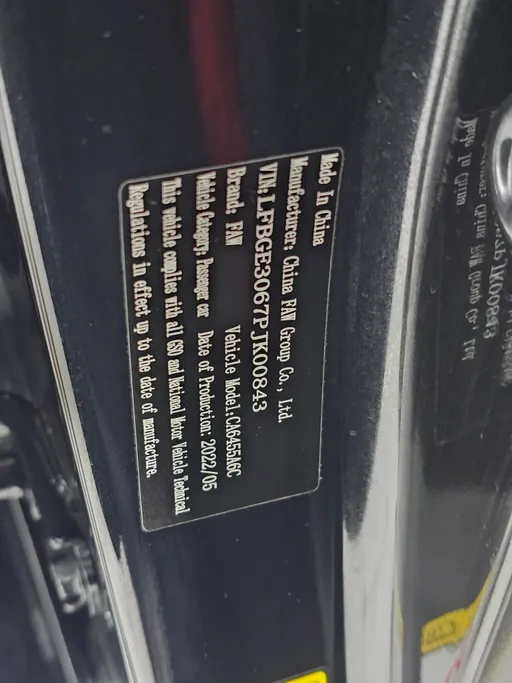 Made In China
Manufacturer: China FAW Group Co., Ltd.
VIN:LFBGE3067PJK00843
Brand: FAW Vehicle Model:CA6455A6C
Vehicle Category: Passenger car Date of Production: 2022/05
This vehicle complies with all GSO and National Motor Vehicle Technical
Regulations in effect up to the date of manufacture.